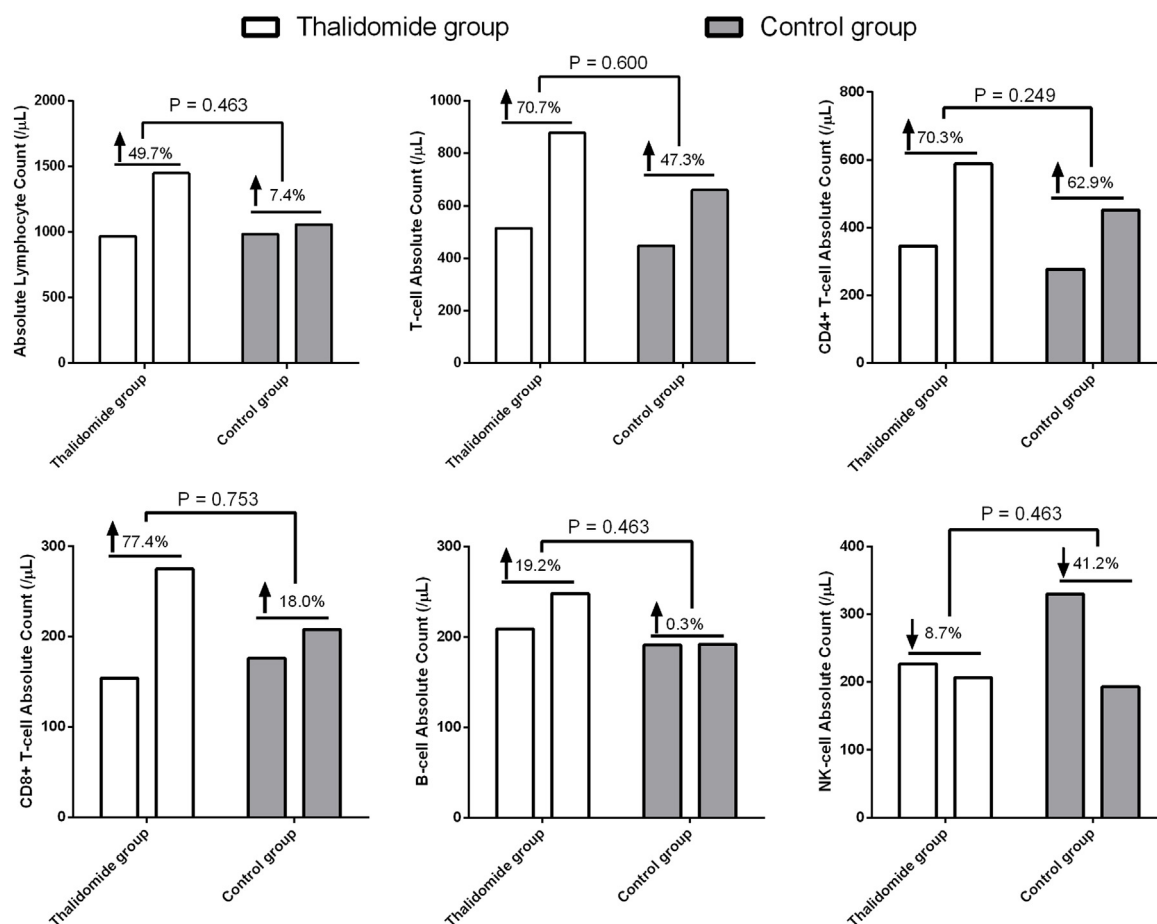 Thalidomide group
Control group
P = 0.463
49.7%
7.4%
Absolute Lymphocyte Count (/μL)
2000
1500
1000
500
0
Thalidomide group
Control group
P = 0.600
70.7%
47.3%
T-cell Absolute Count (/μL)
1000
800
600
400
200
0
Thalidomide group
Control group
P = 0.249
70.3%
62.9%
CD4+ T-cell Absolute Count (/μL)
800
600
400
200
0
Thalidomide group
Control group
P = 0.753
77.4%
18.0%
CD8+ T-cell Absolute Count (/μL)
300
200
100
0
Thalidomide group
Control group
P = 0.463
19.2%
0.3%
B-cell Absolute Count (/μL)
300
200
100
0
Thalidomide group
Control group
P = 0.463
8.7%
41.2%
NK-cell Absolute Count (/μL)
400
300
200
100
0
Thalidomide group
Control group